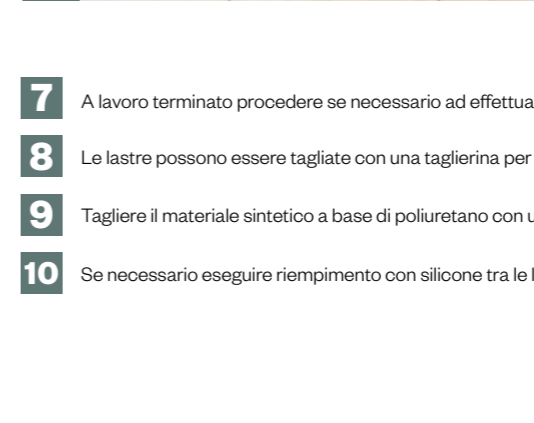 7 A lavoro terminato procedere se necessario ad effettua
8 Le lastre possono essere tagliate con una taglierina per
9 Tagliere il materiale sintetico a base di poliuretano con u
10 Se necessario eseguire riempimento con silicone tra le l